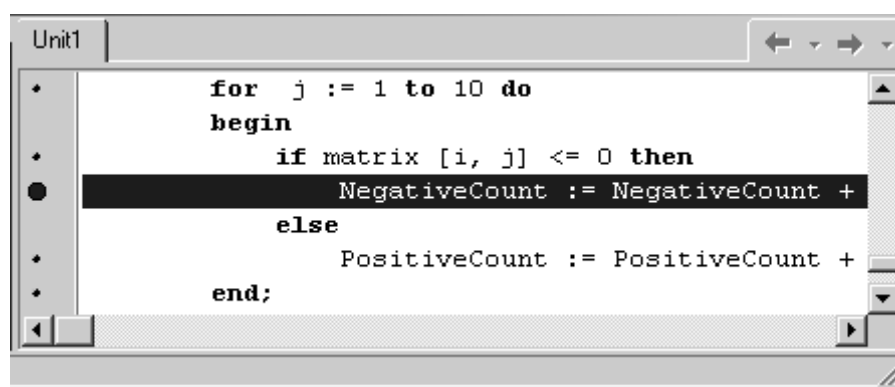 Unit1
for j := 1 to 10 do
begin
if matrix [i, j] <= 0 then
NegativeCount := NegativeCount +
else
PositiveCount := PositiveCount +
end;